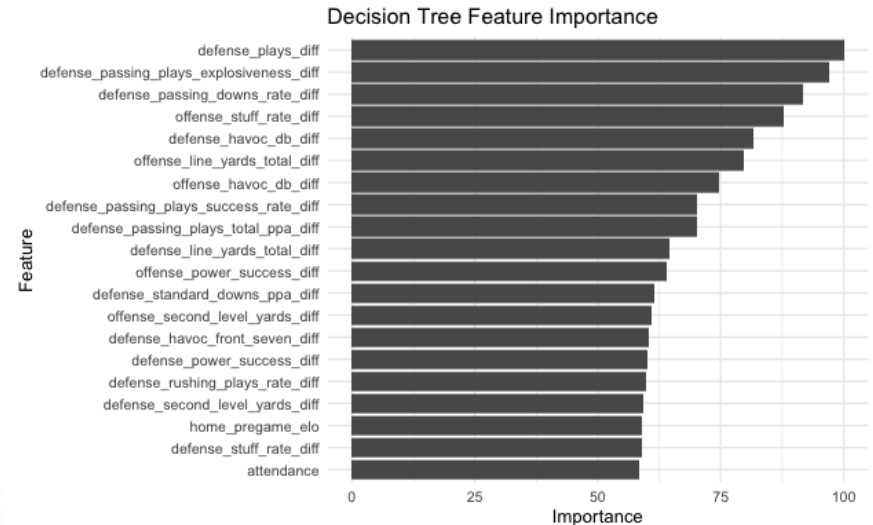 Decision Tree Feature Importance
defense_plays_diff
defense_passing_plays_explosiveness_diff
defense_passing_downs_rate_diff
offense_stuff_rate_diff
defense_havoc_db_diff
offense_line_yards_total_diff
offense_havoc_db_diff
defense_passing_plays_success_rate_diff
defense_passing_plays_total_ppa_diff
defense_line_yards_total_diff
offense_power_success_diff
defense_standard_downs_ppa_diff
offense_second_level_yards_diff
defense_havoc_front_seven_diff
defense_power_success_diff
defense_rushing_plays_rate_diff
defense_second_level_yards_diff
home_pregame_elo
defense_stuff_rate_diff
attendance
Feature
0 25 50 75 100
Importance